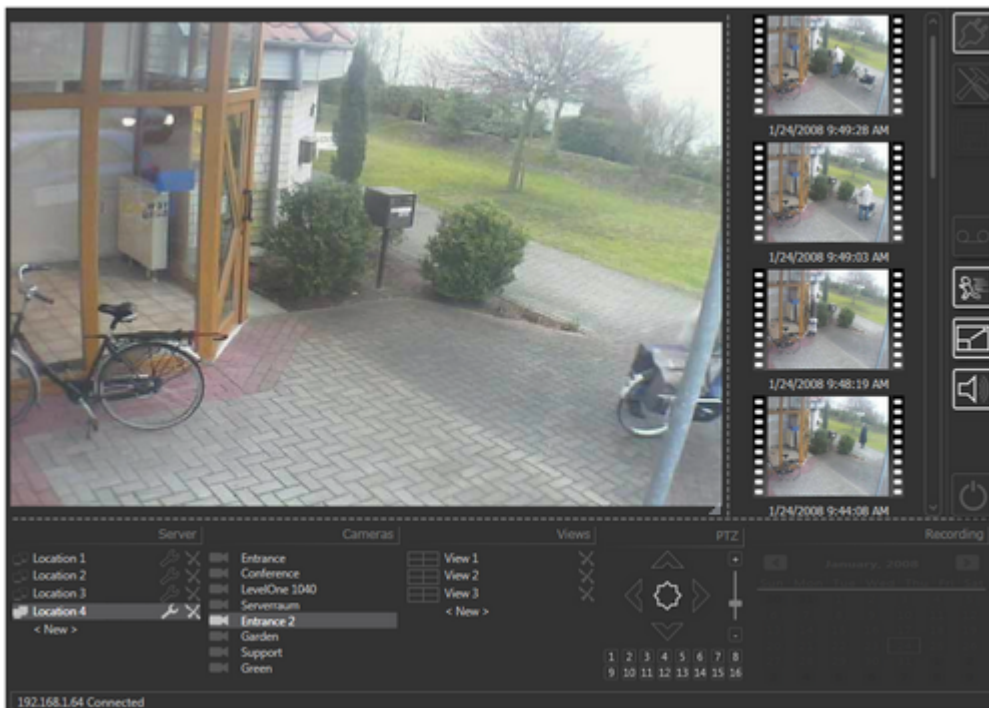 1/24/2008 9:49:28 AM
1/24/2008 9:49:03 AM
1/24/2008 9:48:19 AM
1/24/2008 9:44:08 AM
Server
Location 1
Location 2
Location 3
Location 4
< New >
Cameras
Entrance
Conference
LevelOne 1040
Serverraum
Entrance 2
Garden
Support
Green
Views
View 1
View 2
View 3
< New >
PTZ
+
-
1 2 3 4 5 6 7 8
9 10 11 12 13 14 15 16
Recording
January, 2008
192.168.1.64 Connected